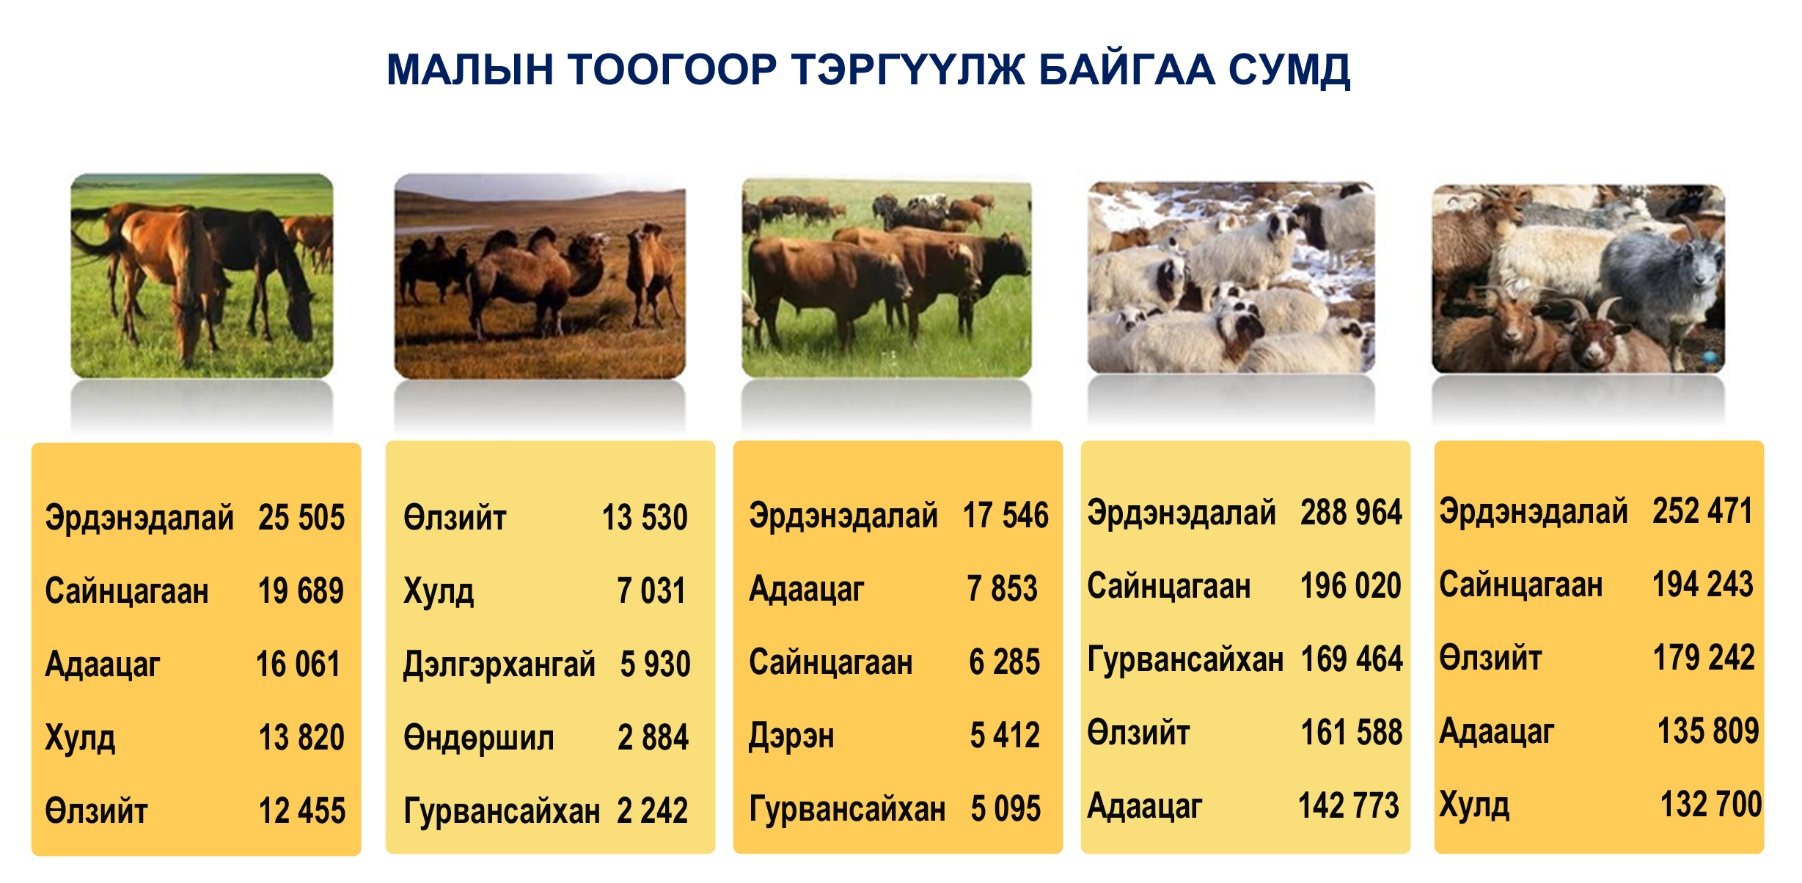 МАЛЫН ТООГООР ТЭРГҮҮЛЖ БАЙГАА СУМД
Эрдэнэдалай 25 505
Сайнцагаан 19 689
Адаацаг 16 061
Хулд 13 820
Өлзийт 12 455
Өлзийт 13 530
Хулд 7 031
Дэлгэрхангай 5 930
Өндөршил 2 884
Гурвансайхан 2 242
Эрдэнэдалай 17 546
Адаацаг 7 853
Сайнцагаан 6 285
Дэрэн 5 412
Гурвансайхан 5 095
Эрдэнэдалай 288 964
Сайнцагаан 196 020
Гурвансайхан 169 464
Өлзийт 161 588
Адаацаг 142 773
Эрдэнэдалай 252 471
Сайнцагаан 194 243
Өлзийт 179 242
Адаацаг 135 809
Хулд 132 700